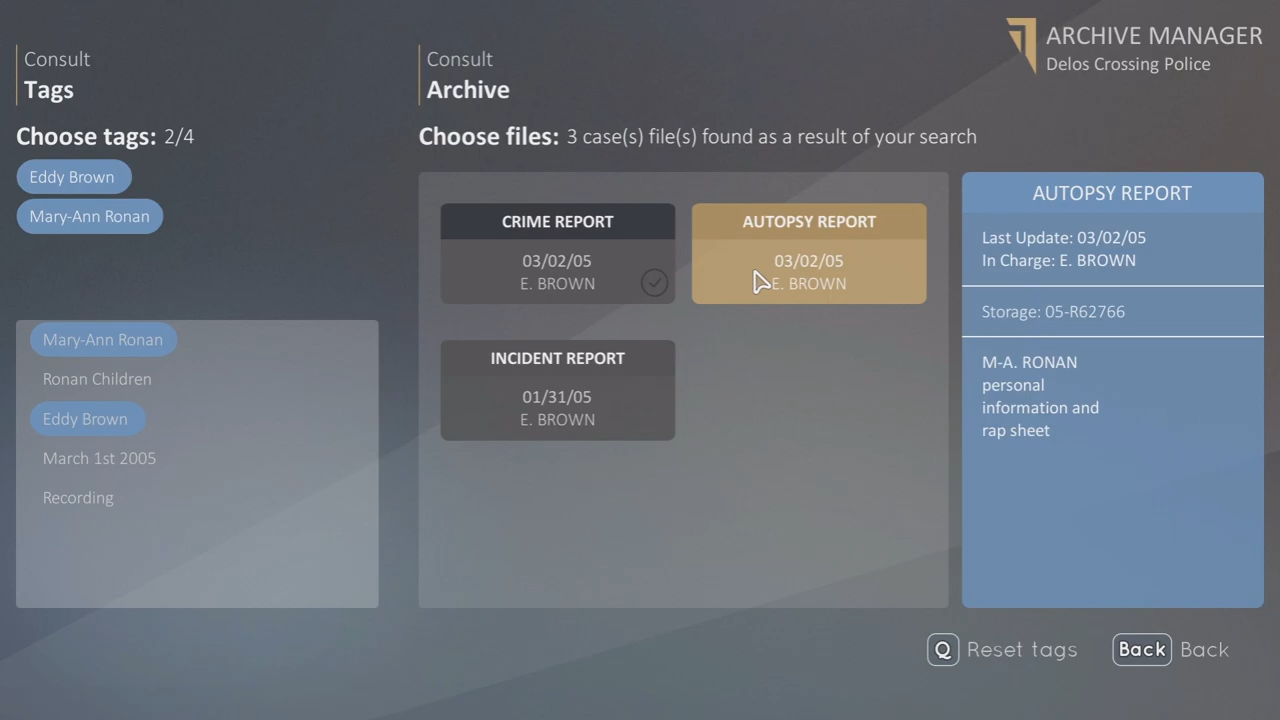 Consult
Tags
Choose tags: 2/4
Eddy Brown
Mary-Ann Ronan
Mary-Ann Ronan
Ronan Children
Eddy Brown
March 1st 2005
Recording
Consult
Archive
Choose files: 3 case(s) file(s) found as a result of your search
CRIME REPORT
03/02/05
E. BROWN
AUTOPSY REPORT
03/02/05
E. BROWN
INCIDENT REPORT
01/31/05
E. BROWN
ARCHIVE MANAGER
Delos Crossing Police
AUTOPSY REPORT
Last Update: 03/02/05
In Charge: E. BROWN
Storage: 05-R62766
M-A. RONAN
personal
information and
rap sheet
Q Reset tags
Back Back